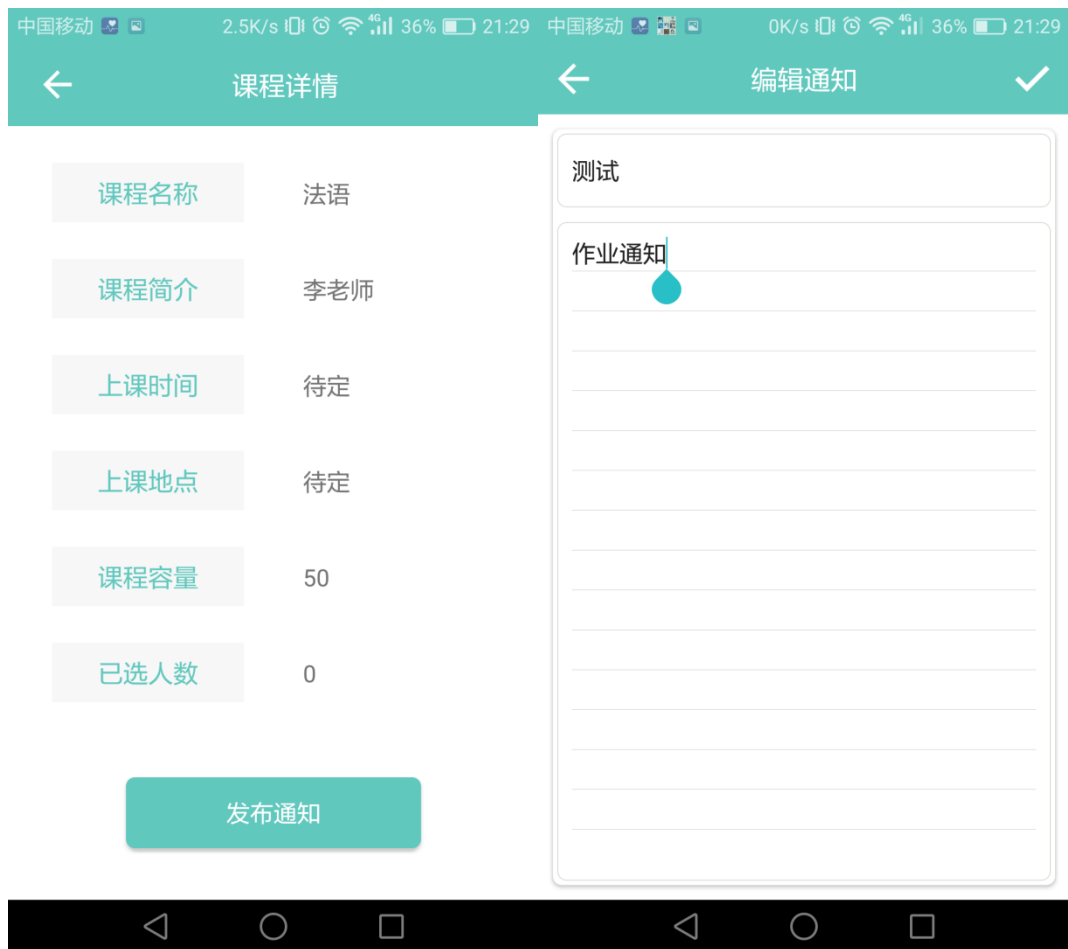 中国移动 2.5K/s 4G 36% 21:29
课程详情
课程名称 法语
课程简介 李老师
上课时间 待定
上课地点 待定
课程容量 50
已选人数 0
发布通知
中国移动 0K/s 4G 36% 21:29
编辑通知
测试
作业通知